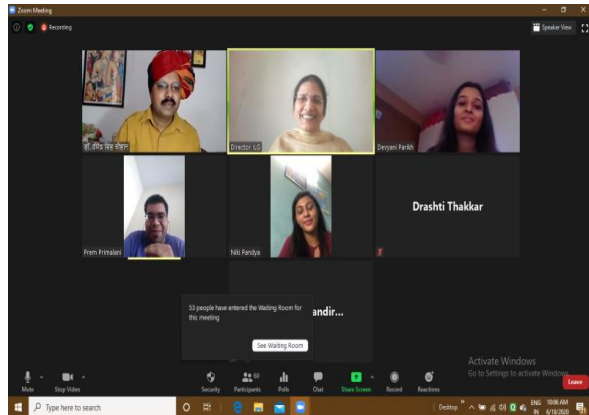 Zoom Meeting
Recording
Speaker View
Director ILG
Devyani Parikh
Prem Primalani
Niki Pandya
Drashti Thakkar
andir...
53 people have entered the Waiting Room for
this meeting
See Waiting Room
Mute
Stop Video
Security
Participants
60
Polls
Chat
Share Screen
Record
Reactions
Leave
Activate Windows
Go to Settings to activate Windows.
Type here to search
Desktop
ENG
10:06 AM
6/18/2020